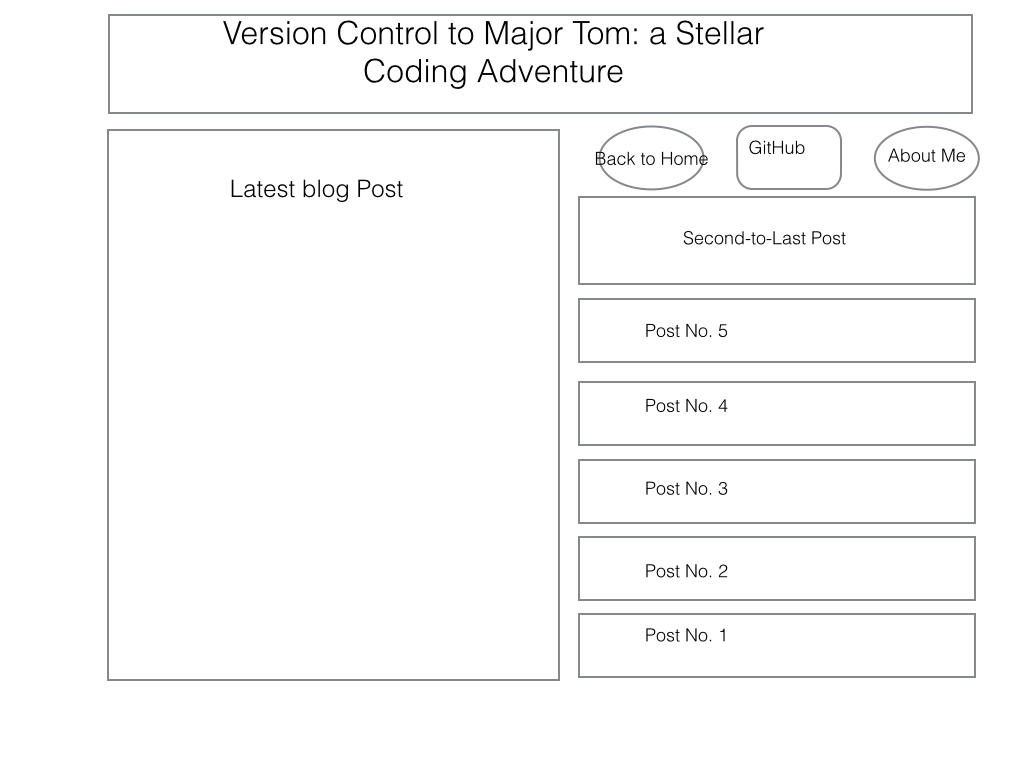 Version Control to Major Tom: a Stellar
Coding Adventure
Latest blog Post
Back to Home
GitHub
About Me
Second-to-Last Post
Post No. 5
Post No. 4
Post No. 3
Post No. 2
Post No. 1